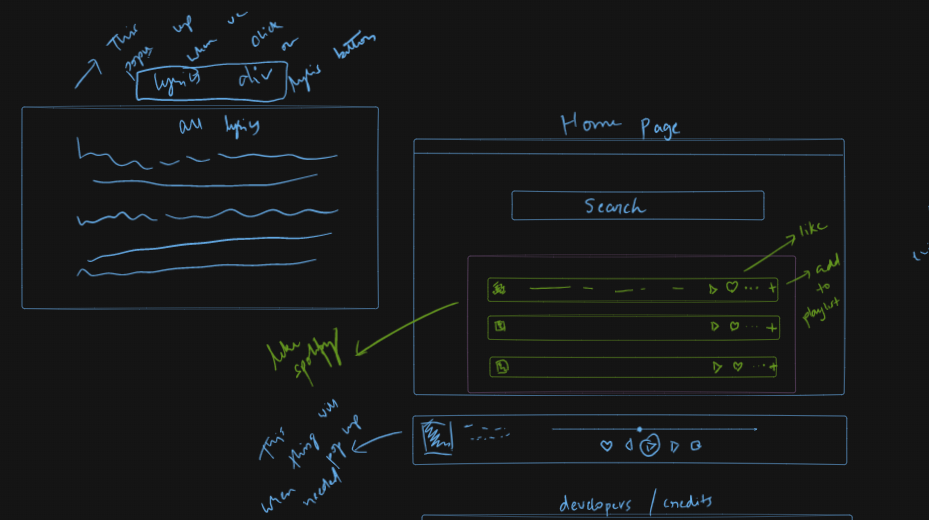 This pops up when we click on lyrics button
lyrics div
all lyrics
Home Page
Search
like
add to playlist
like spotify
This thing will pop up when needed
developers / credits